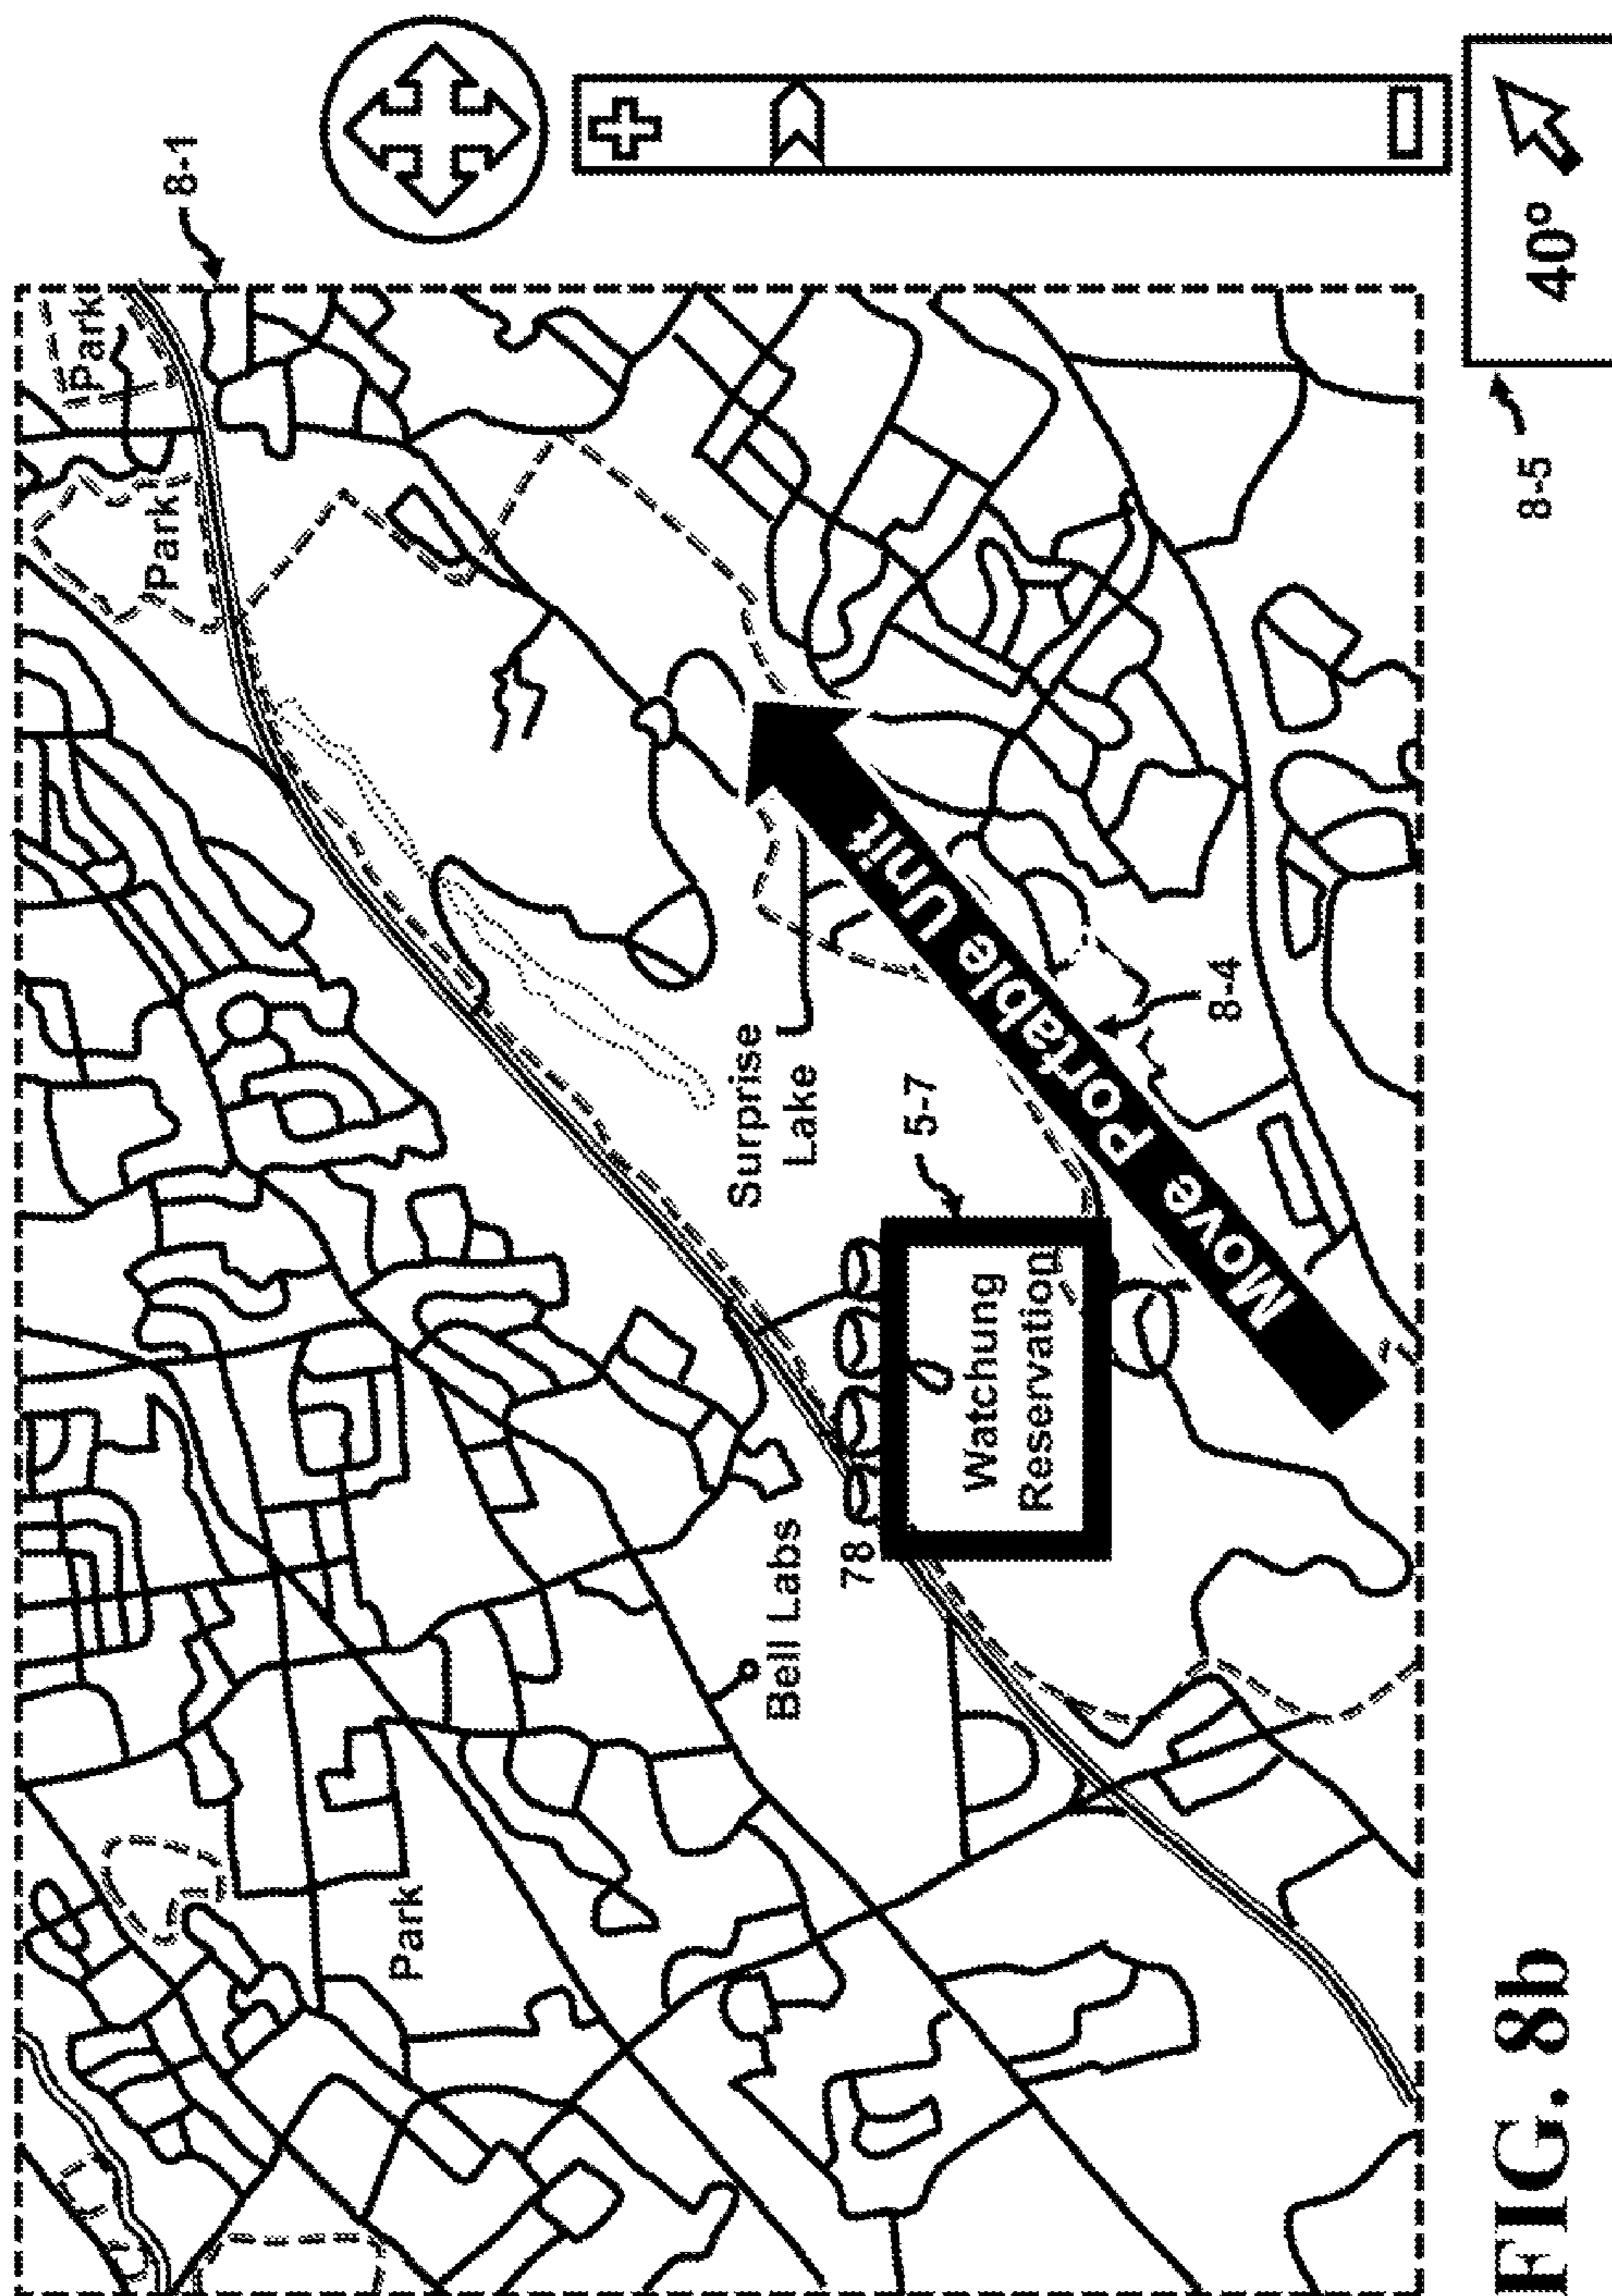 8-1
Park
Park
Surprise
Lake
5-7
Move Portable Unit
8-4
Watchung
Reservation
78
Bell Labs
Park
40°
8-5
FIG. 8b